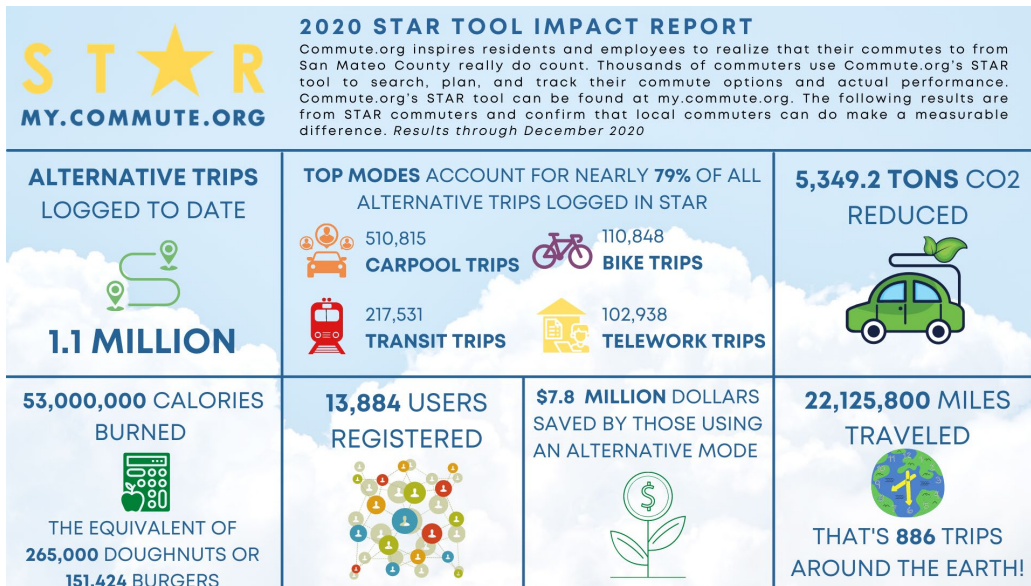 ST★R
MY.COMMUTE.ORG
2020 STAR TOOL IMPACT REPORT
Commute.org inspires residents and employees to realize that their commutes to from
San Mateo County really do count. Thousands of commuters use Commute.org's STAR
tool to search, plan, and track their commute options and actual performance.
Commute.org's STAR tool can be found at my.commute.org. The following results are
from STAR commuters and confirm that local commuters can do make a measurable
difference. Results through December 2020
ALTERNATIVE TRIPS
LOGGED TO DATE
1.1 MILLION
TOP MODES ACCOUNT FOR NEARLY 79% OF ALL
ALTERNATIVE TRIPS LOGGED IN STAR
510,815
CARPOOL TRIPS
110,848
BIKE TRIPS
217,531
TRANSIT TRIPS
102,938
TELEWORK TRIPS
5,349.2 TONS CO2
REDUCED
53,000,000 CALORIES
BURNED
THE EQUIVALENT OF
265,000 DOUGHNUTS OR
151,424 BURGERS
13,884 USERS
REGISTERED
$7.8 MILLION DOLLARS
SAVED BY THOSE USING
AN ALTERNATIVE MODE
$
22,125,800 MILES
TRAVELED
THAT'S 886 TRIPS
AROUND THE EARTH!